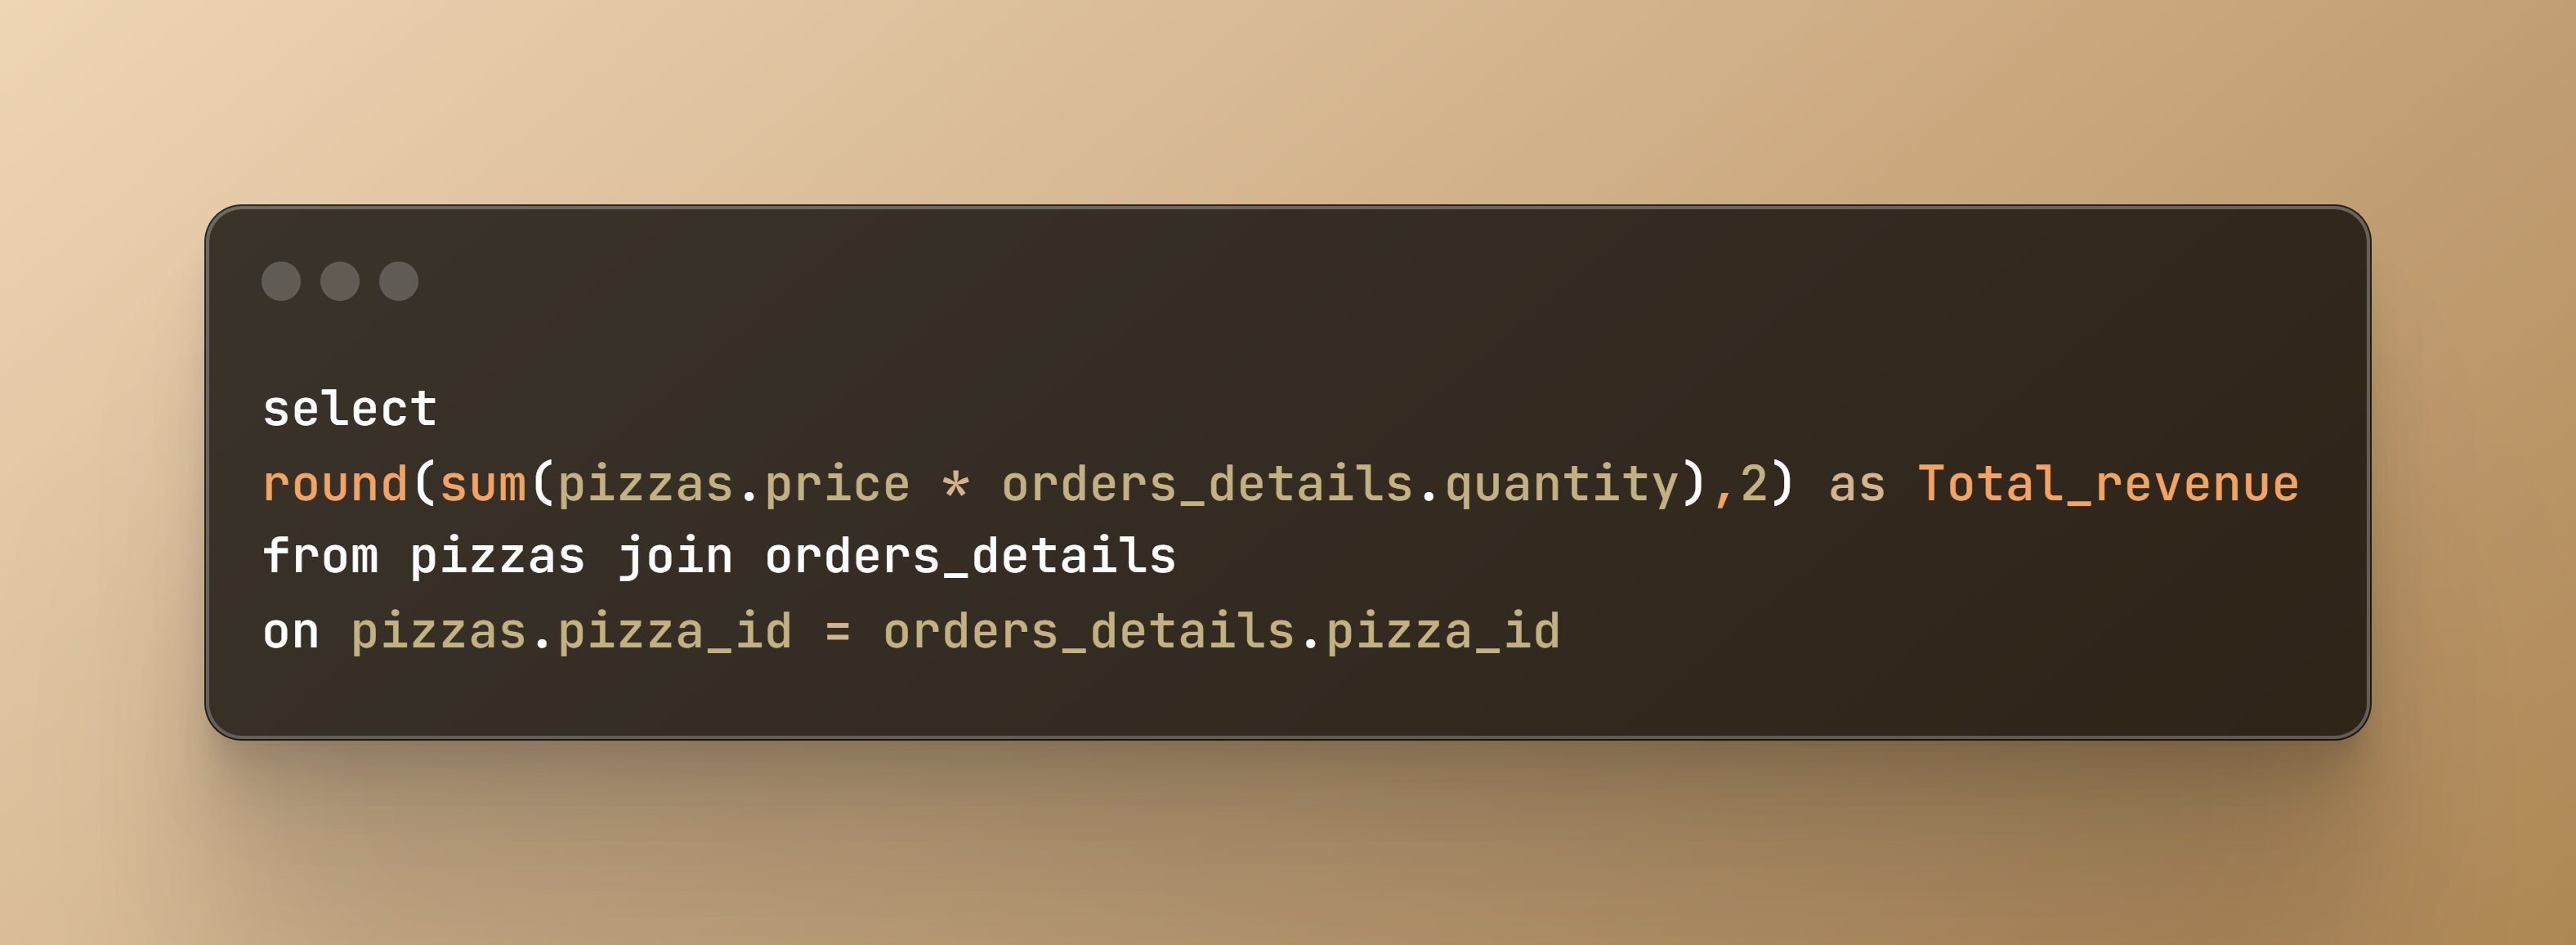 select
round(sum(pizzas.price * orders_details.quantity),2) as Total_revenue
from pizzas join orders_details
on pizzas.pizza_id = orders_details.pizza_id